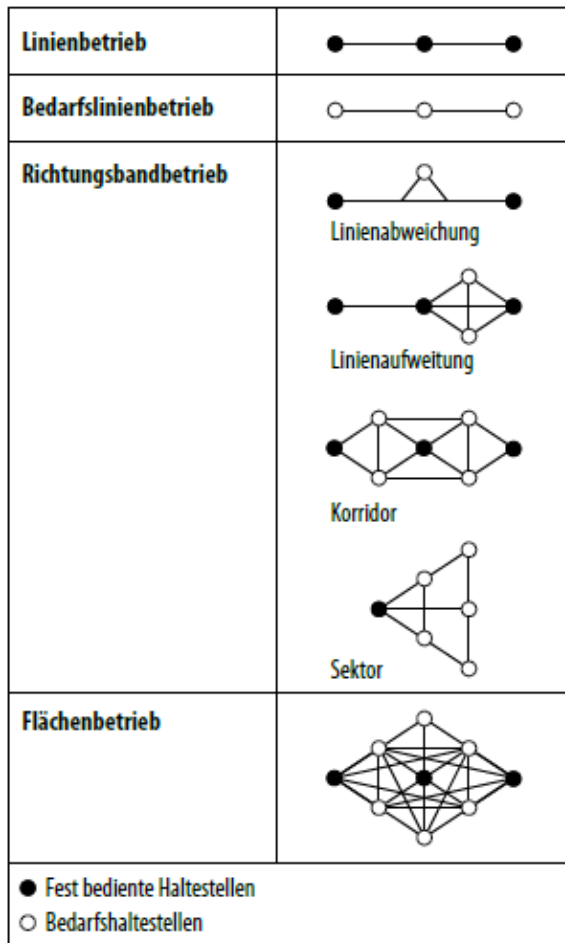 Linienbetrieb
Bedarfslinienbetrieb
Richtungsbandbetrieb
Linienabweichung
Linienaufweitung
Korridor
Sektor
Flächenbetrieb
Fest bediente Haltestellen
Bedarfshaltestellen